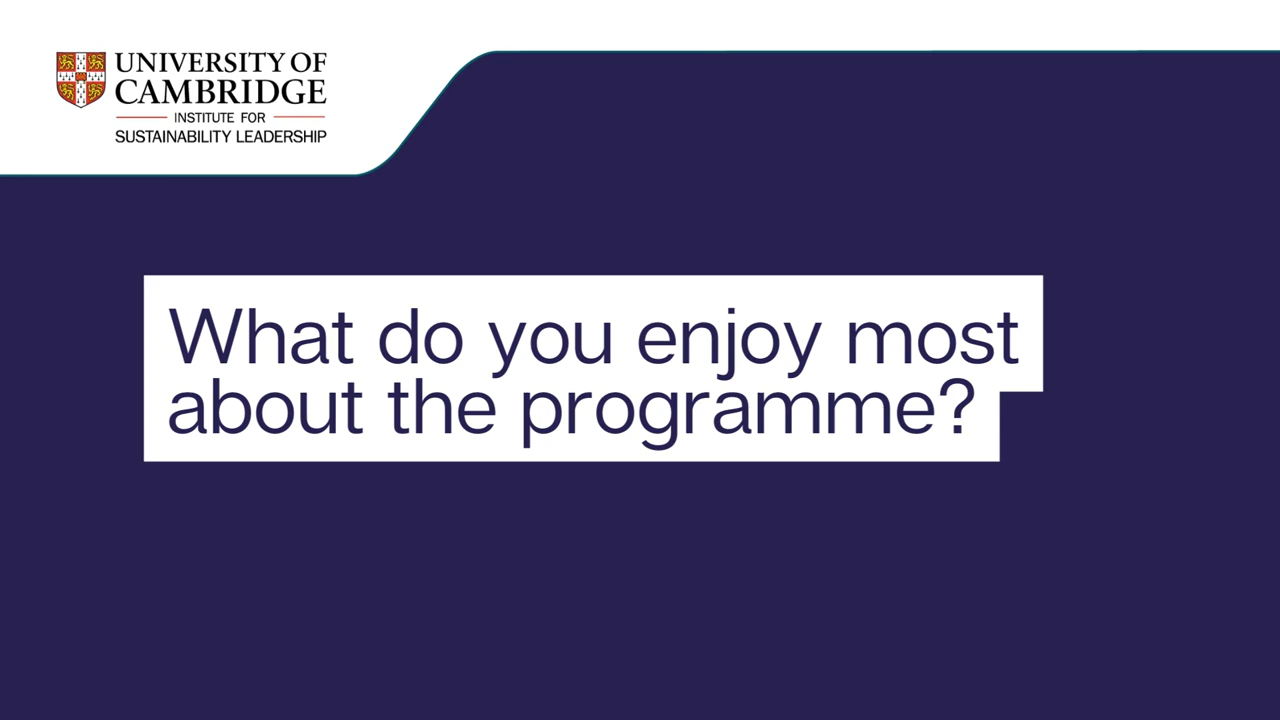 UNIVERSITY OF
CAMBRIDGE
INSTITUTE FOR
SUSTAINABILITY LEADERSHIP
What do you enjoy most
about the programme?